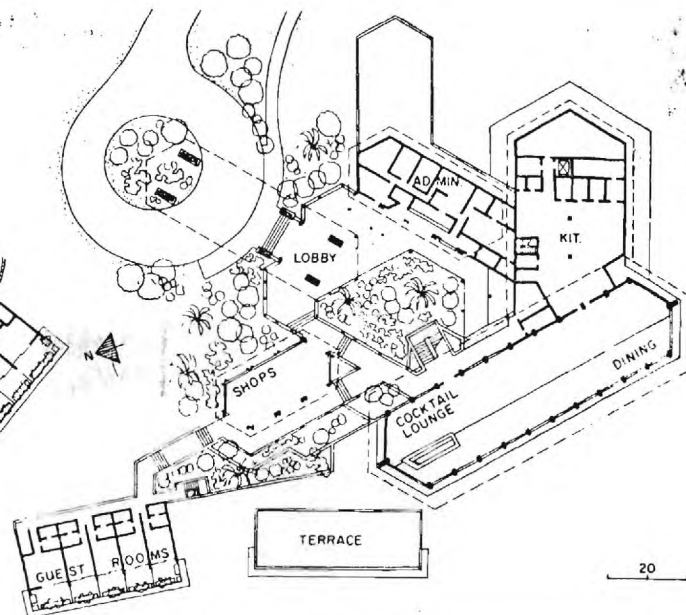 ADMIN.
LOBBY
KIT.
SHOPS
DINING
COCKTAIL
LOUNGE
N
TERRACE
GUEST ROOMS
20